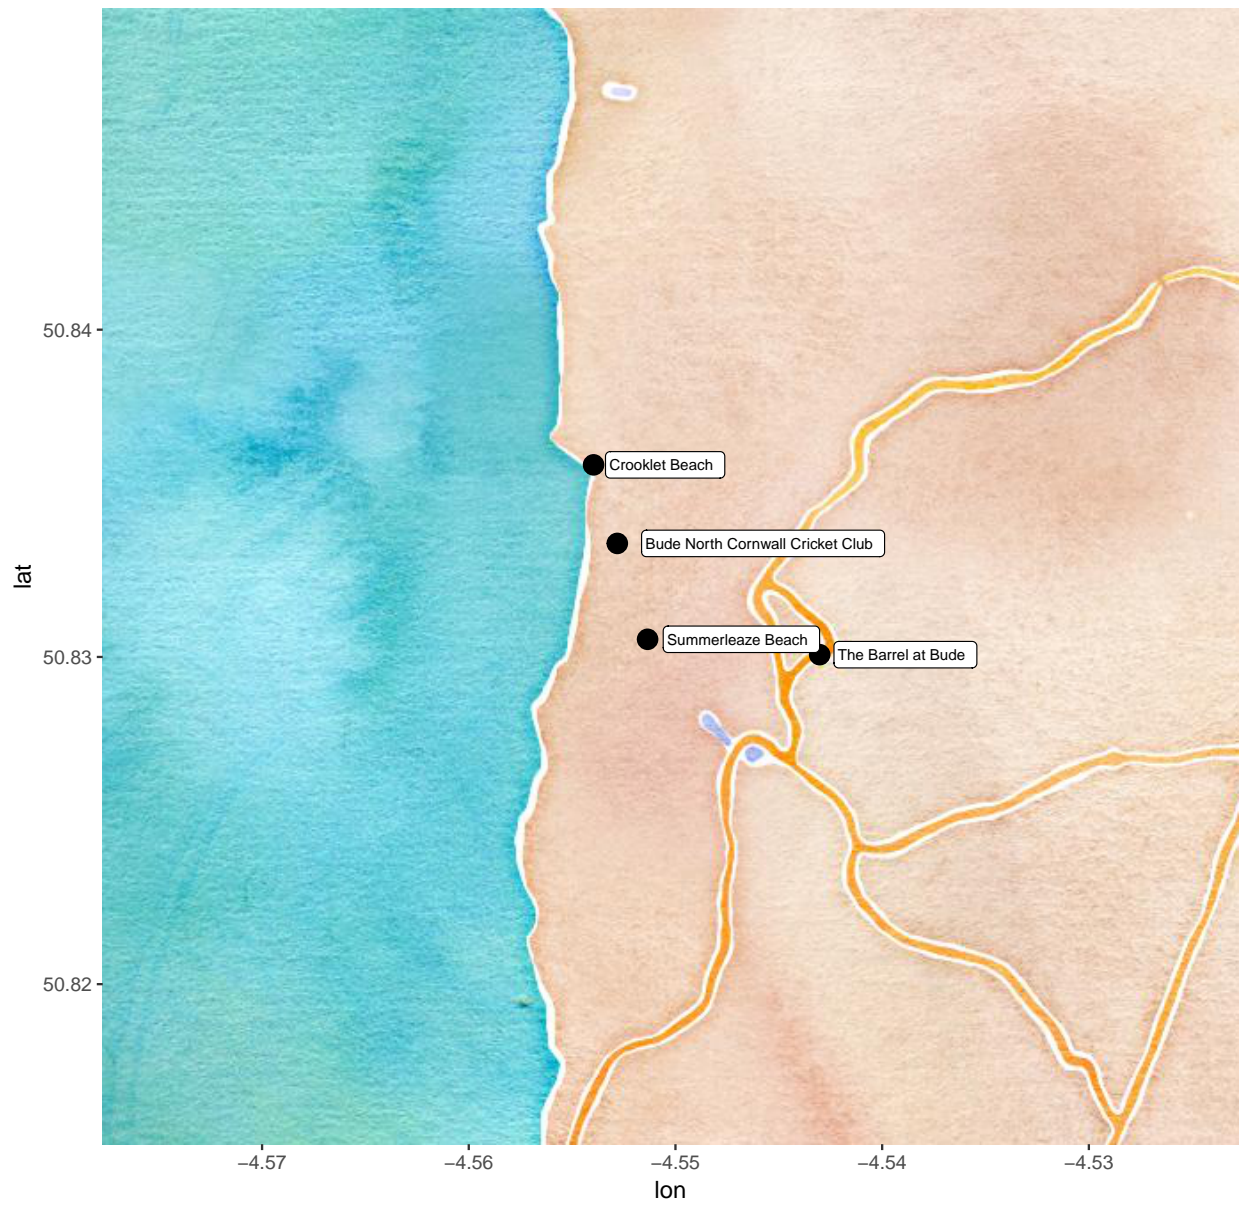 50.84
Crooklet Beach
Bude North Cornwall Cricket Club
lat
Summerleaze Beach
The Barrel at Bude
50.83
50.82
−4.57
−4.56
−4.55
−4.54
−4.53
lon